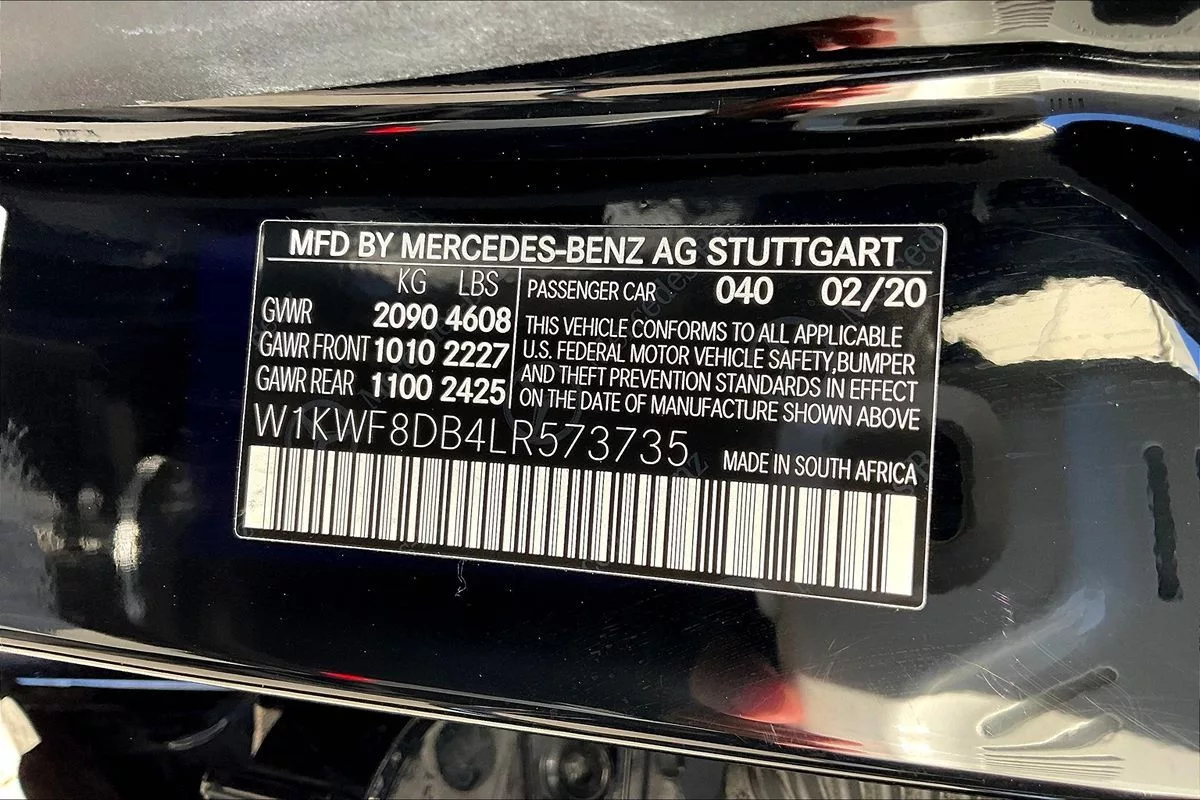 MFD BY MERCEDES-BENZ AG STUTTGART
KG LBS
GVWR 2090 4608
GAWR FRONT 1010 2227
GAWR REAR 1100 2425
PASSENGER CAR 040 02/20
THIS VEHICLE CONFORMS TO ALL APPLICABLE
U.S. FEDERAL MOTOR VEHICLE SAFETY,BUMPER
AND THEFT PREVENTION STANDARDS IN EFFECT
ON THE DATE OF MANUFACTURE SHOWN ABOVE
W1KWF8DB4LR573735
MADE IN SOUTH AFRICA